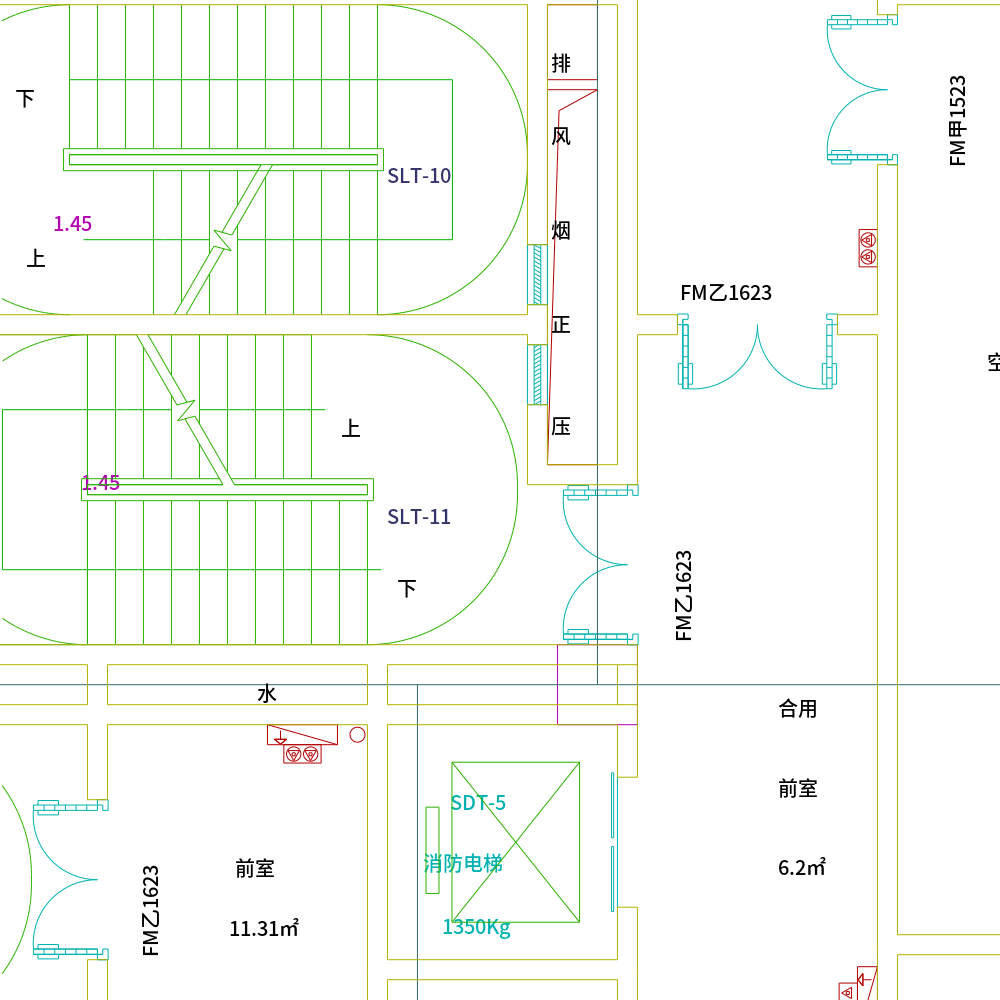 排
下
风
FM甲1523
SLT-10
1.45
烟
上
FM乙1623
正
压
上
1.45
SLT-11
下
FM乙1623
水
合用
前室
6.2㎡
SDT-5
消防电梯
1350Kg
前室
11.31㎡
FM乙1623